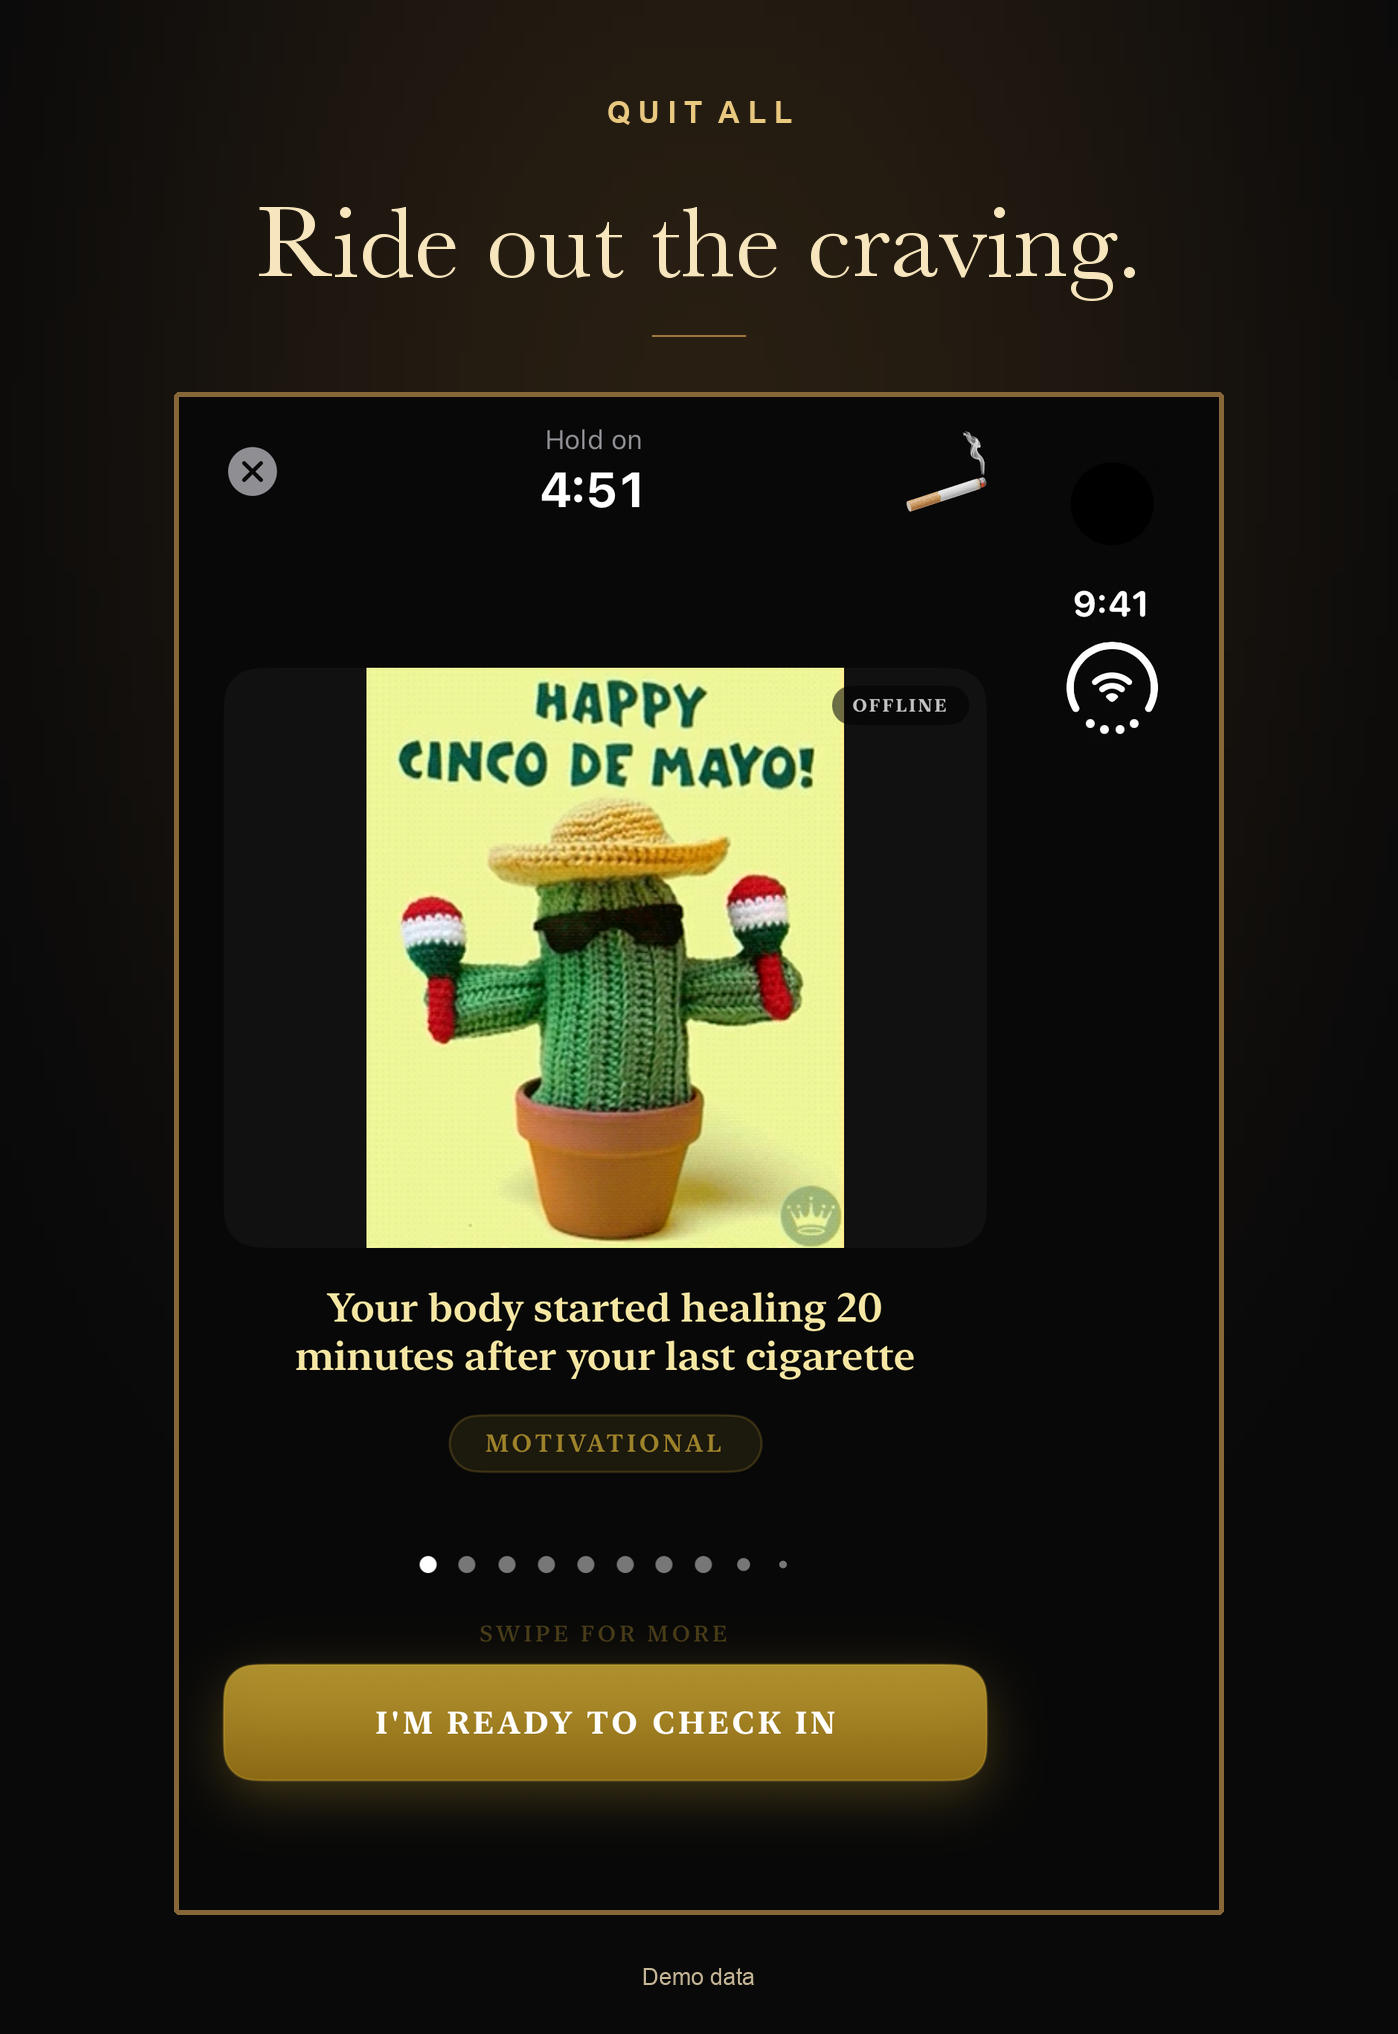 QUIT ALL
Ride out the craving.
Hold on
4:51
9:41
OFFLINE
HAPPY
CINCO DE MAYO!
Your body started healing 20
minutes after your last cigarette
MOTIVATIONAL
SWIPE FOR MORE
I'M READY TO CHECK IN
Demo data